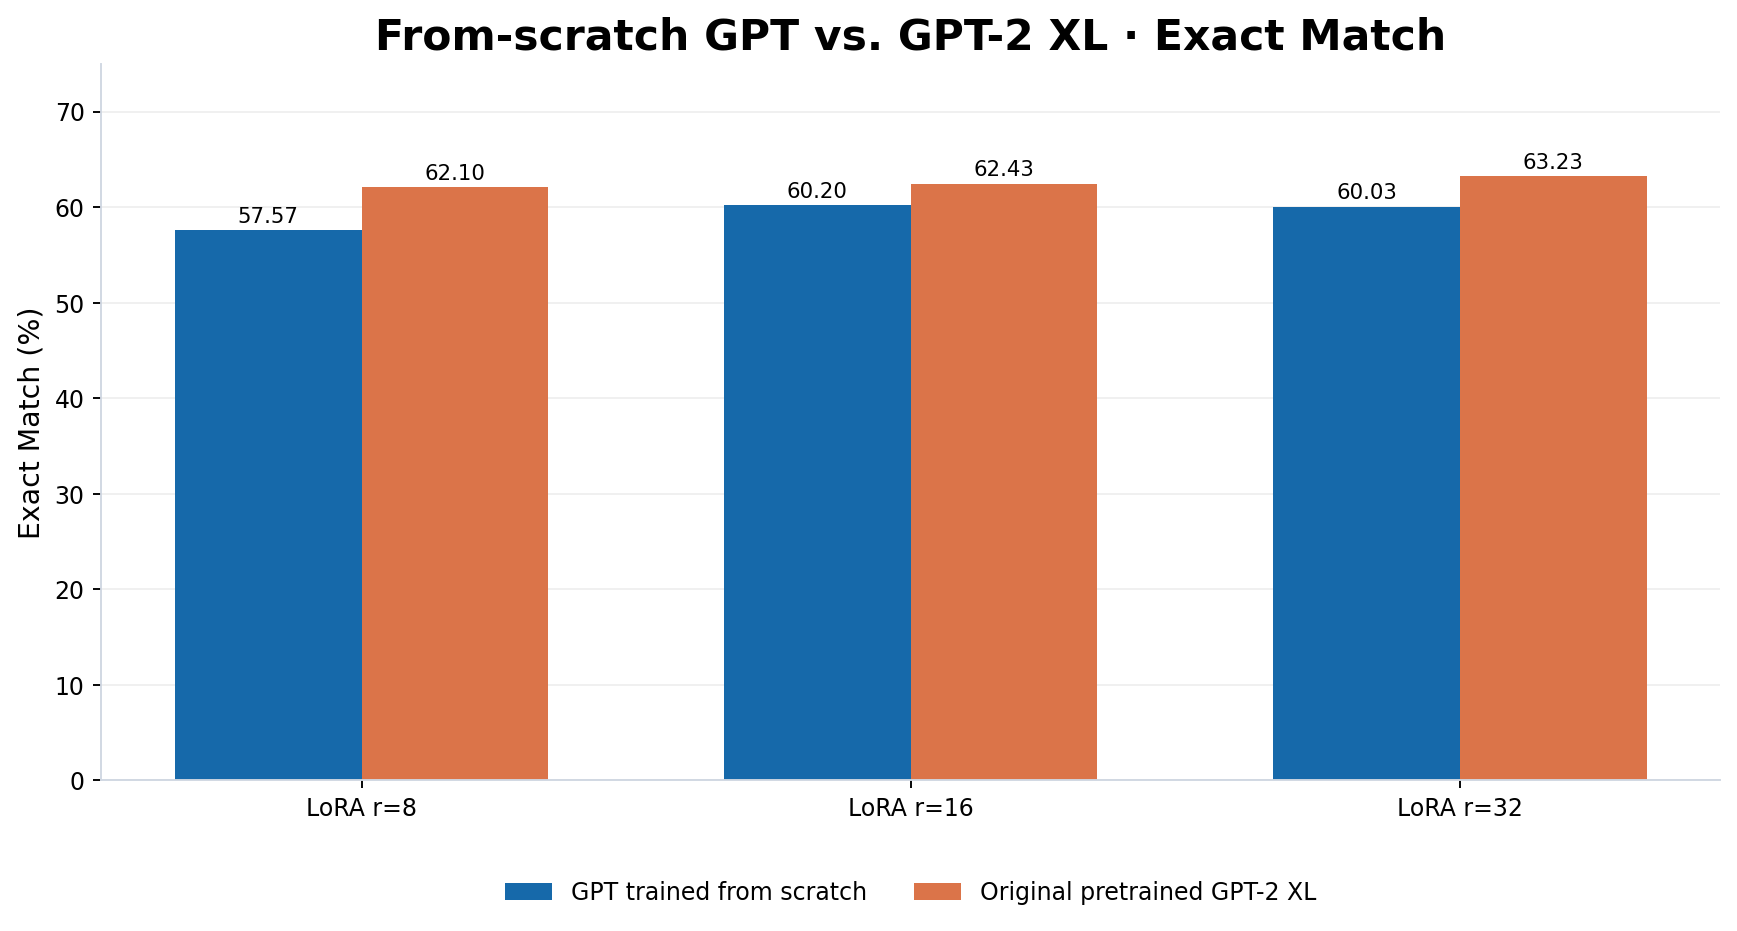 From-scratch GPT vs. GPT-2 XL · Exact Match
Exact Match (%)
70
60
50
40
30
20
10
0
57.57
62.10
60.20
62.43
60.03
63.23
LoRA r=8
LoRA r=16
LoRA r=32
GPT trained from scratch
Original pretrained GPT-2 XL